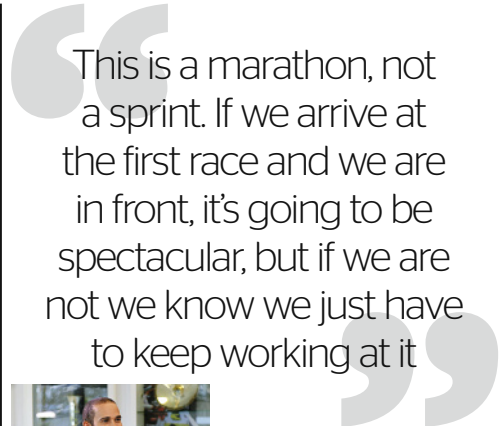 This is a marathon, not
a sprint. If we arrive at
the first race and we are
in front, it's going to be
spectacular, but if we are
not we know we just have
to keep working at it